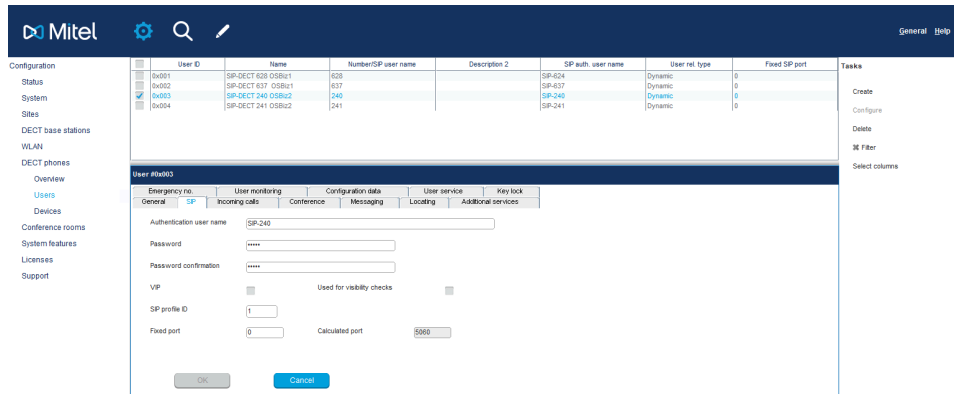 Mitel
General Help
Configuration
Status
System
Sites
DECT base stations
WLAN
DECT phones
Overview
Users
Devices
Conference rooms
System features
Licenses
Support
User ID Name Number/SIP user name Description 2 SIP auth. user name User rel. type Fixed SIP port
0x001 SIP-DECT 628 OSBiz1 628 SIP-624 Dynamic 0
0x002 SIP-DECT 637 OSBiz1 637 SIP-637 Dynamic 0
0x003 SIP-DECT 240 OSBiz2 240 SIP-240 Dynamic 0
0x004 SIP-DECT 241 OSBiz2 241 SIP-241 Dynamic 0
Tasks
Create
Configure
Delete
⌘ Filter
Select columns
User #0x003
Emergency no. User monitoring Configuration data User service Key lock
General SIP Incoming calls Conference Messaging Locating Additional services
Authentication user name SIP-240
Password •••••
Password confirmation •••••
VIP Used for visibility checks
SIP profile ID 1
Fixed port 0 Calculated port 5060
OK Cancel